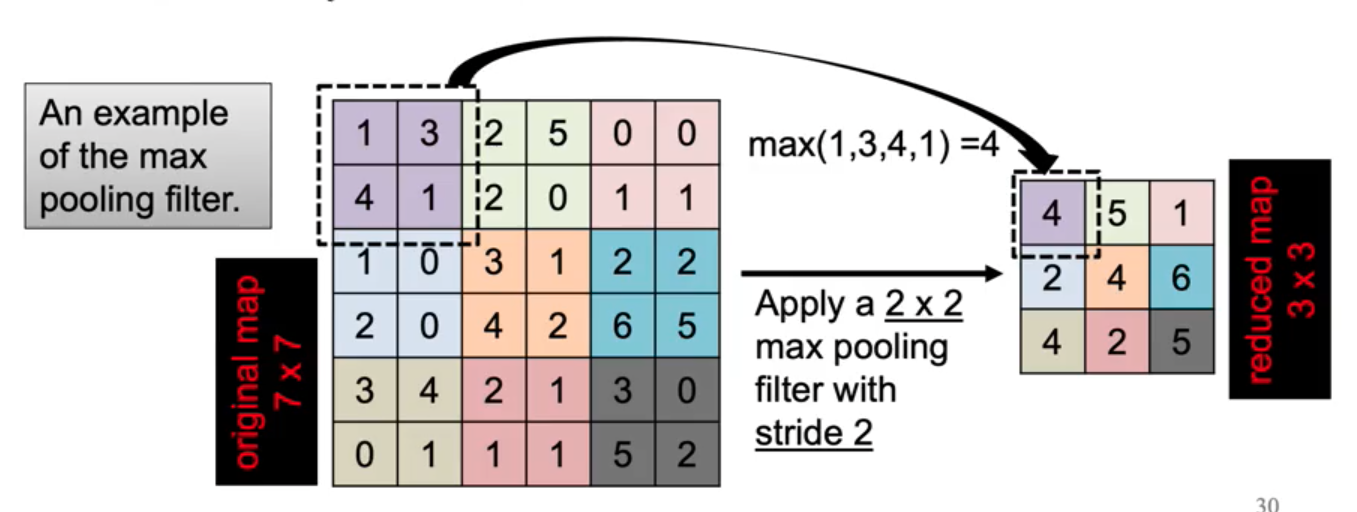 An example
of the max
pooling filter.
original map
7 x 7
1 3 2 5 0 0
4 1 2 0 1 1
1 0 3 1 2 2
2 0 4 2 6 5
3 4 2 1 3 0
0 1 1 1 5 2
max(1,3,4,1) =4
Apply a 2 x 2
max pooling
filter with
stride 2
4 5 1
2 4 6
4 2 5
reduced map
3 x 3
30